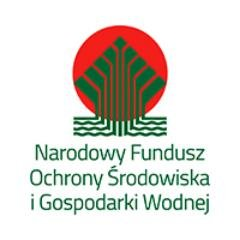 Narodowy Fundusz
Ochrony Środowiska
i Gospodarki Wodnej